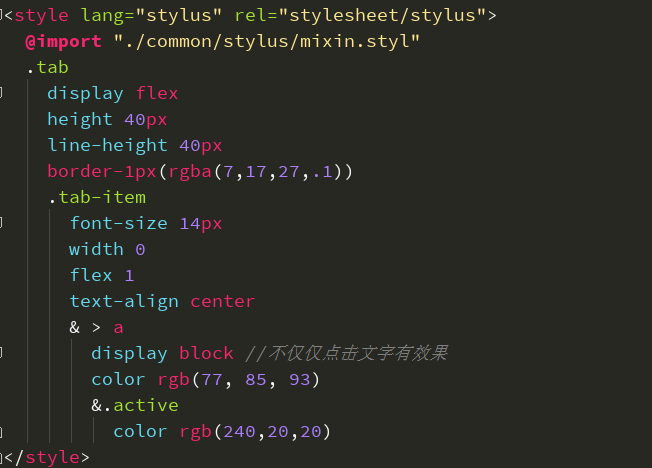 <style lang="stylus" rel="stylesheet/stylus">
@import "./common/stylus/mixin.styl"
.tab
display flex
height 40px
line-height 40px
border-1px(rgba(7,17,27,.1))
.tab-item
font-size 14px
width 0
flex 1
text-align center
& > a
display block //不仅仅点击文字有效果
color rgb(77, 85, 93)
&.active
color rgb(240,20,20)
</style>